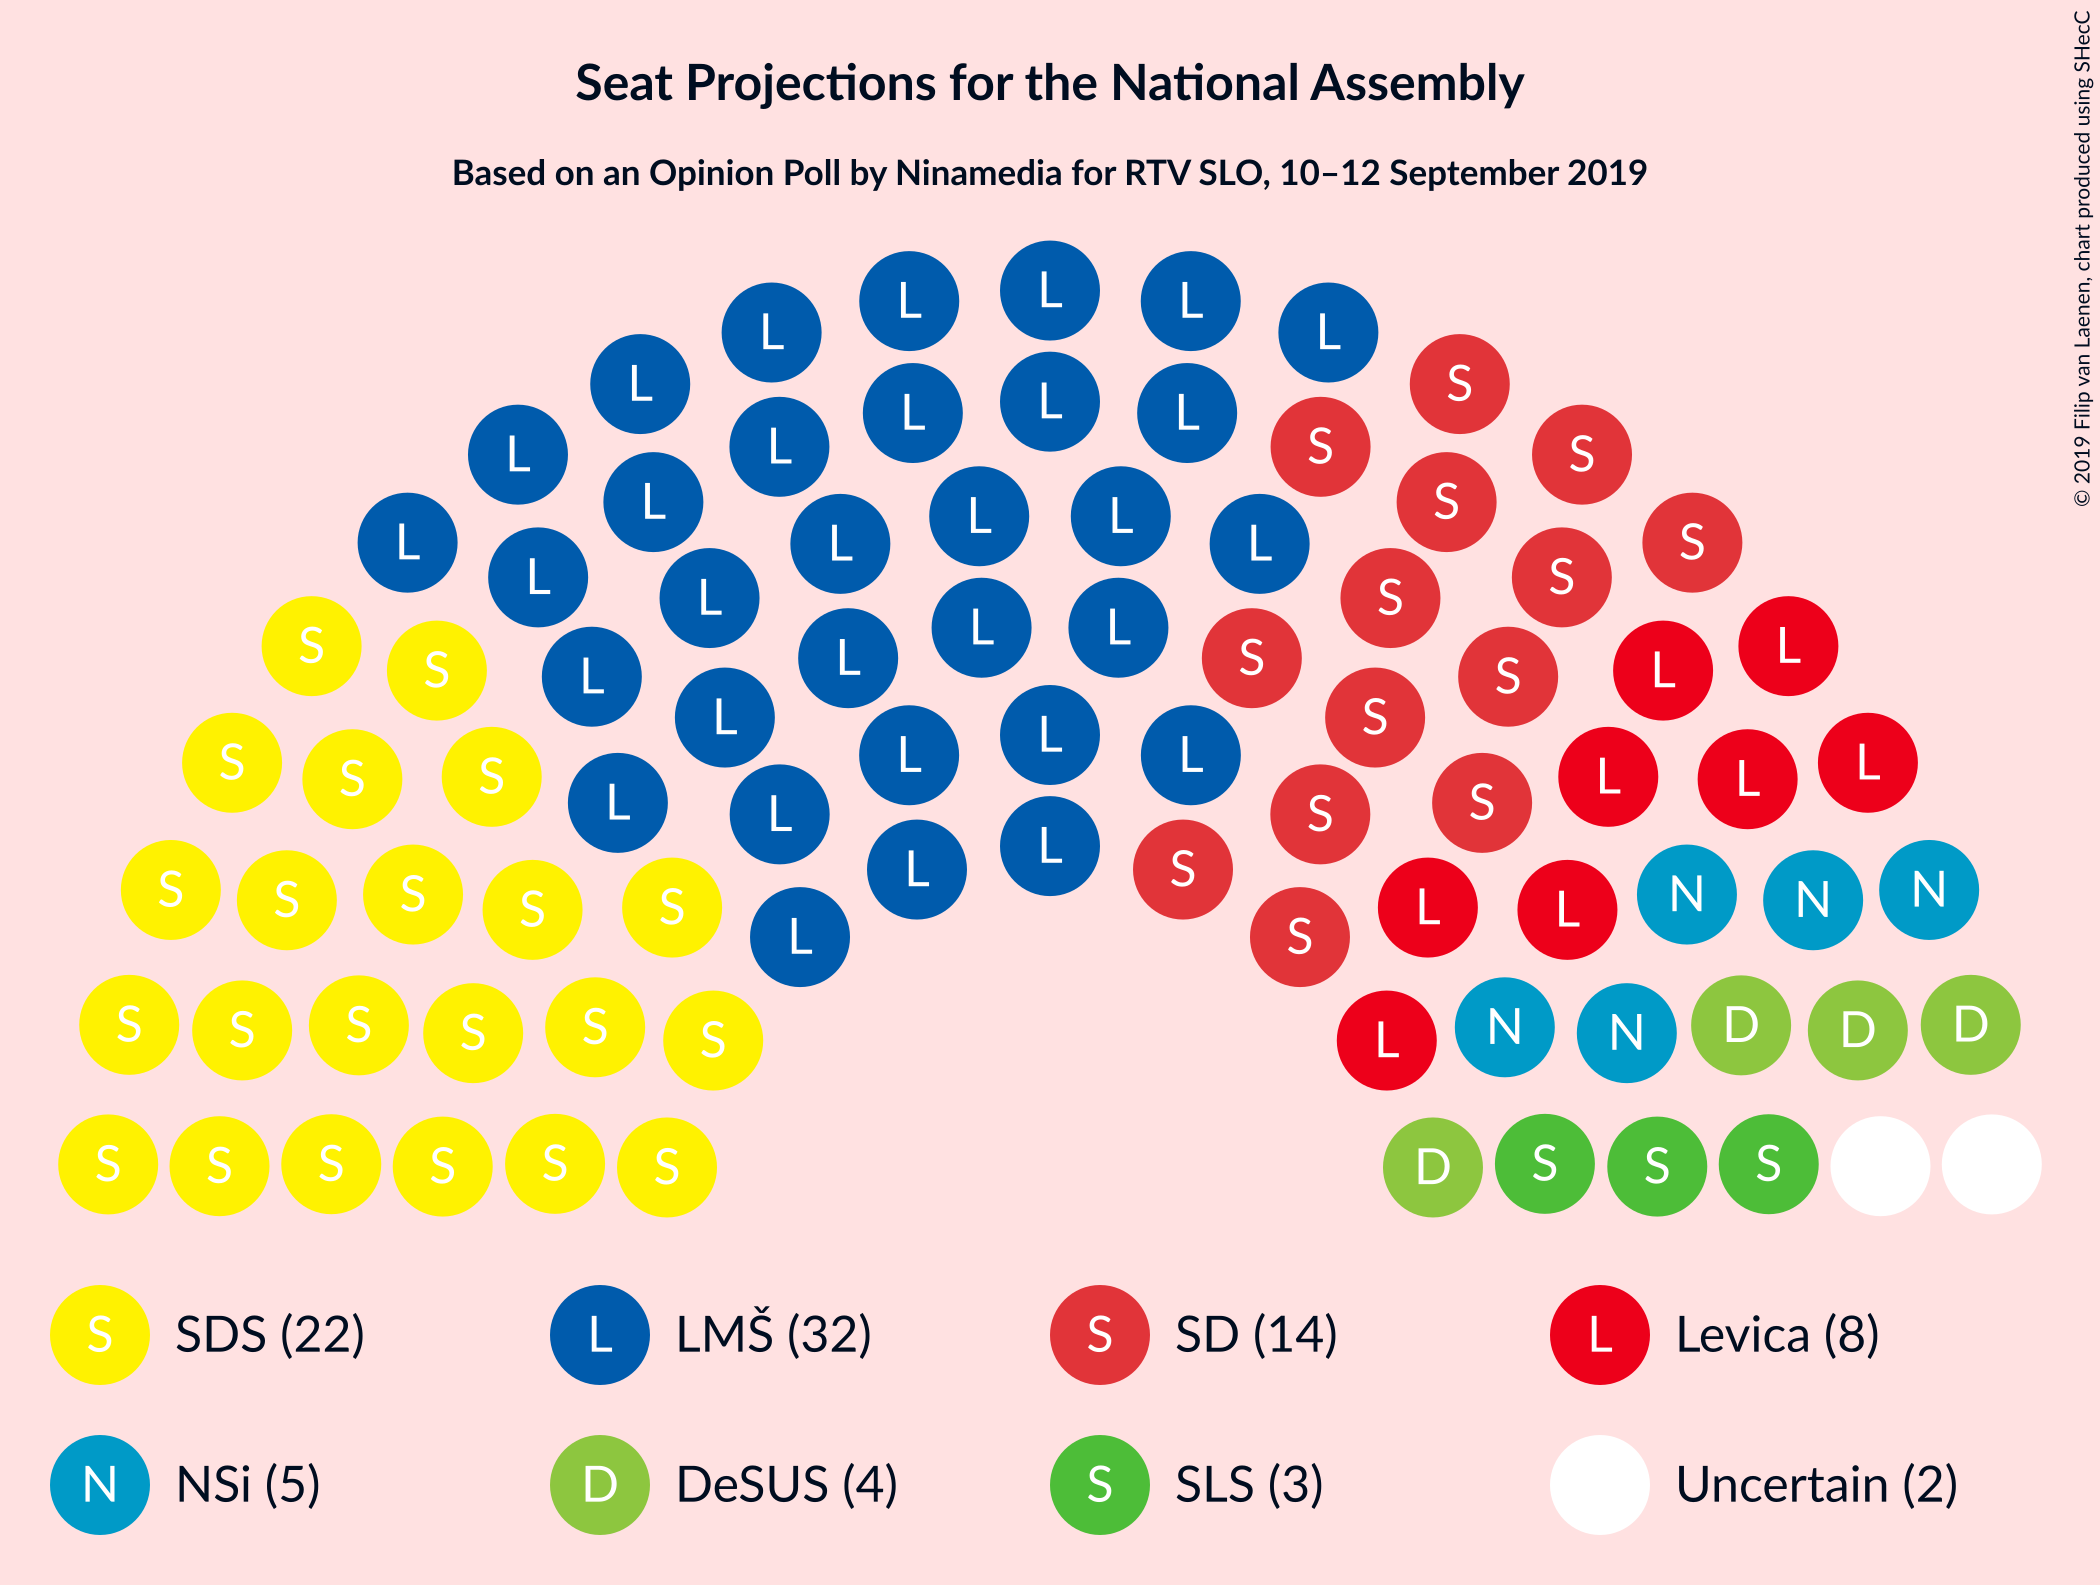 Seat Projections for the National Assembly
Based on an Opinion Poll by Ninamedia for RTV SLO, 10–12 September 2019
© 2019 Filip van Laenen, chart produced using SHecC
L L L L L
L L S
L L L S
L L L S S
L L L L L S S
L L L S S
S S L L L S S L L
L L L
S S S L L L S S L L L
S S S S S L L S L L N N N
L S
S S S S S S L N N D D D
S S S S S S D S S S
S SDS (22) L LMŠ (32) S SD (14) L Levica (8)
N NSi (5) D DeSUS (4) S SLS (3) Uncertain (2)